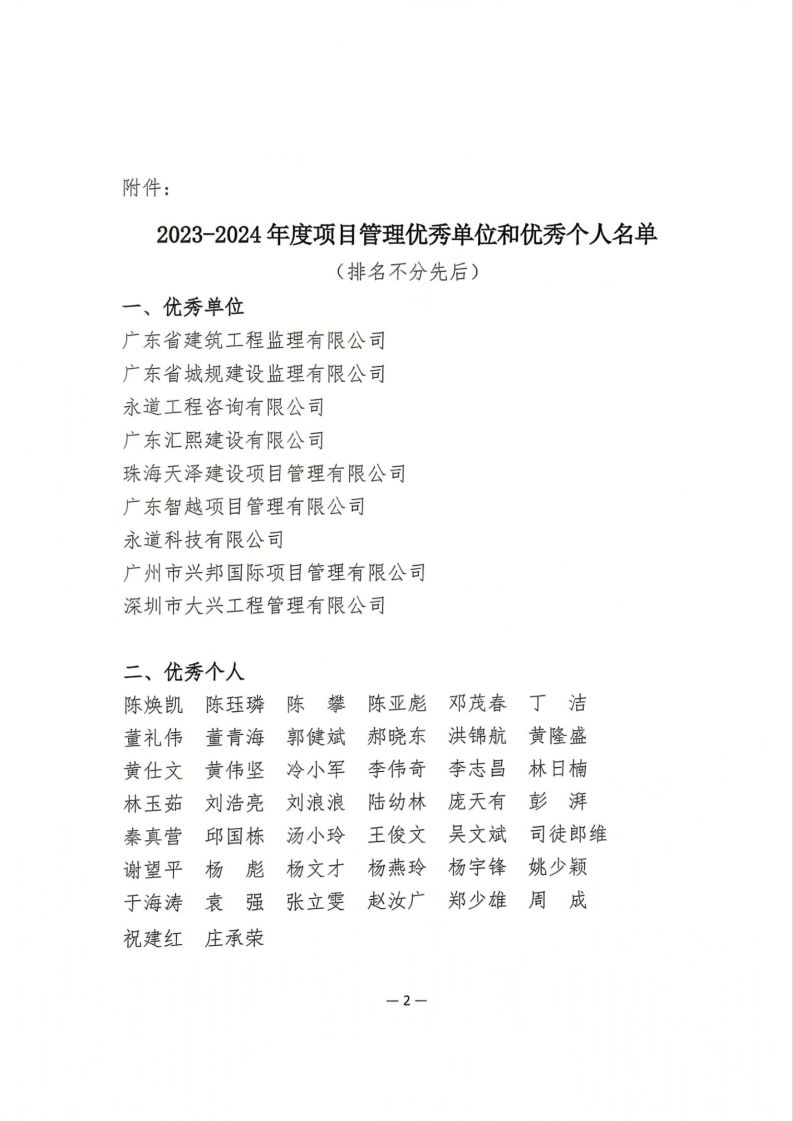 附件:
2023-2024年度项目管理优秀单位和优秀个人名单
（排名不分先后）
一、优秀单位
广东省建筑工程监理有限公司
广东省城规建设监理有限公司
永道工程咨询有限公司
广东汇熙建设有限公司
珠海天泽建设项目管理有限公司
广东智越项目管理有限公司
永道科技有限公司
广州市兴邦国际项目管理有限公司
深圳市大兴工程管理有限公司
二、优秀个人
陈焕凯 陈珏璘 陈 攀 陈亚彪 邓茂春 丁 洁
董礼伟 董青海 郭健斌 郝晓东 洪锦航 黄隆盛
黄仕文 黄伟坚 冷小军 李伟奇 李志昌 林日楠
林玉茹 刘浩亮 刘浪浪 陆幼林 庞天有 彭 湃
秦真营 邱国栋 汤小玲 王俊文 吴文斌 司徒郎维
谢望平 杨 彪 杨文才 杨燕玲 杨宇锋 姚少颖
于海涛 袁 强 张立雯 赵汝广 郑少雄 周 成
祝建红 庄承荣
—2—